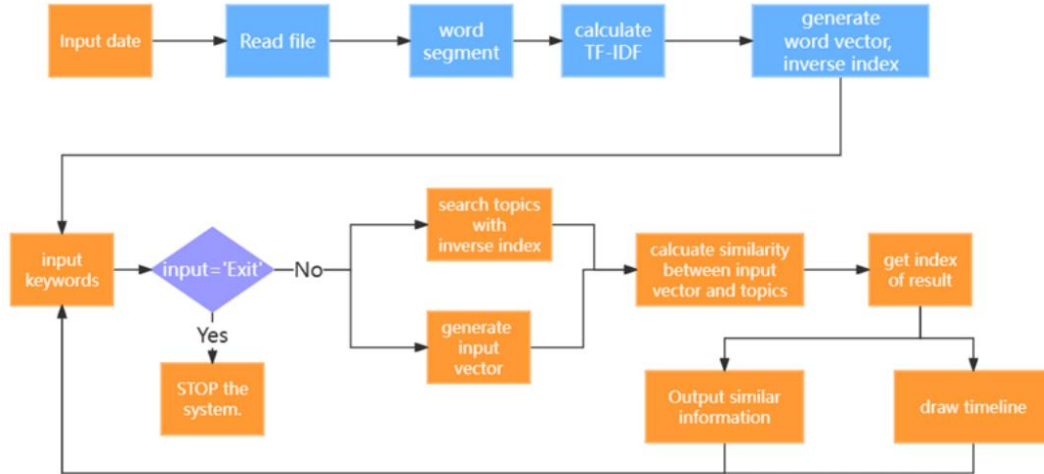 Input date
Read file
word
segment
calculate
TF-IDF
generate
word vector,
inverse index
input
keywords
input='Exit'
No
Yes
STOP the
system.
search topics
with
inverse index
generate
input
vector
calcuate similarity
between input
vector and topics
get index
of result
Output similar
information
draw timeline